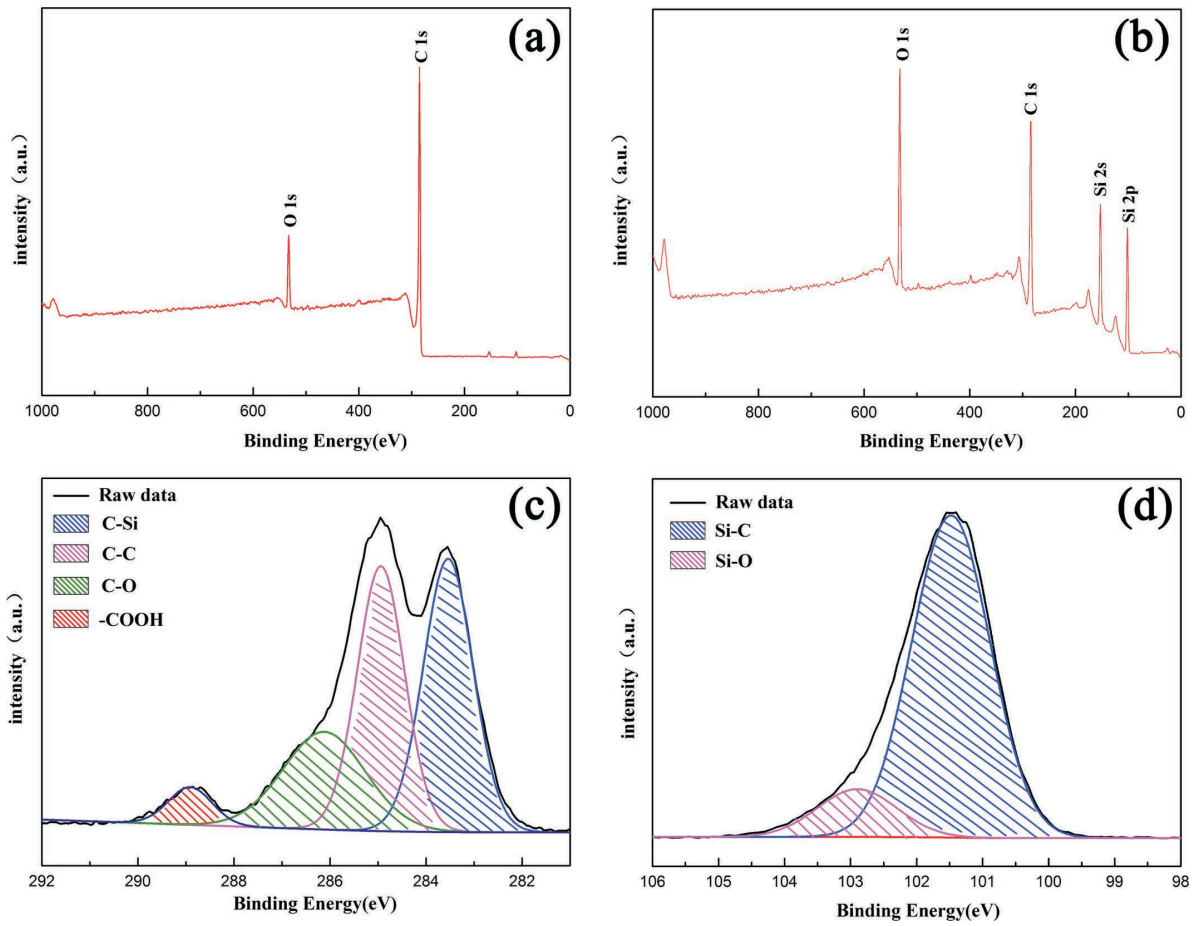 (a)
C 1s
O 1s
intensity（a.u.）
1000 800 600 400 200 0
Binding Energy(eV)
(b)
O 1s
C 1s
Si 2s
Si 2p
intensity（a.u.）
1000 800 600 400 200 0
Binding Energy(eV)
(c)
Raw data
C-Si
C-C
C-O
-COOH
intensity（a.u.）
292 290 288 286 284 282
Binding Energy(eV)
(d)
Raw data
Si-C
Si-O
intensity（a.u.）
106 105 104 103 102 101 100 99 98
Binding Energy(eV)